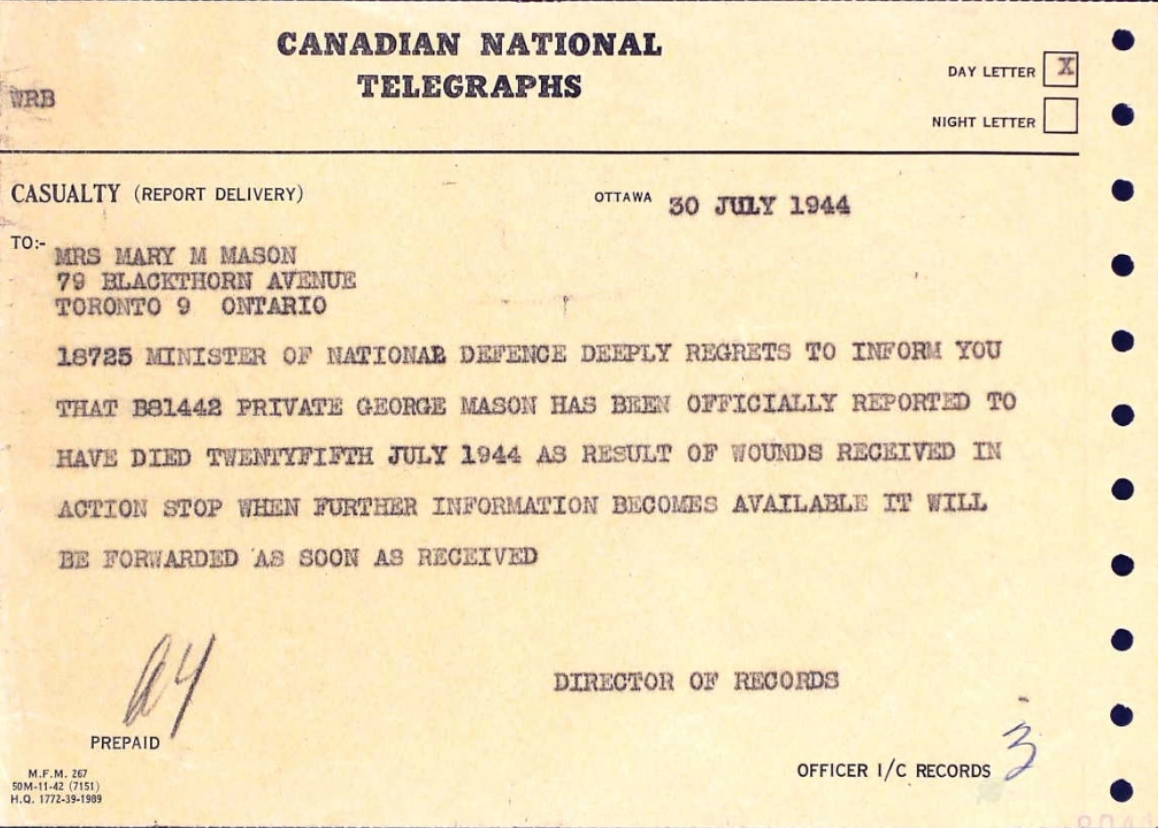 CANADIAN NATIONAL
TELEGRAPHS
DAY LETTER X
WRB
NIGHT LETTER
CASUALTY (REPORT DELIVERY)
OTTAWA 30 JULY 1944
TO:-
MRS MARY M MASON
79 BLACKTHORN AVENUE
TORONTO 9 ONTARIO
18725 MINISTER OF NATIONAL DEFENCE DEEPLY REGRETS TO INFORM YOU
THAT B81442 PRIVATE GEORGE MASON HAS BEEN OFFICIALLY REPORTED TO
HAVE DIED TWENTYFIFTH JULY 1944 AS RESULT OF WOUNDS RECEIVED IN
ACTION STOP WHEN FURTHER INFORMATION BECOMES AVAILABLE IT WILL
BE FORWARDED AS SOON AS RECEIVED
DIRECTOR OF RECORDS
PREPAID
OFFICER I/C RECORDS 3
M.F.M. 267
50M-11-42 (7151)
H.Q. 1772-39-1989